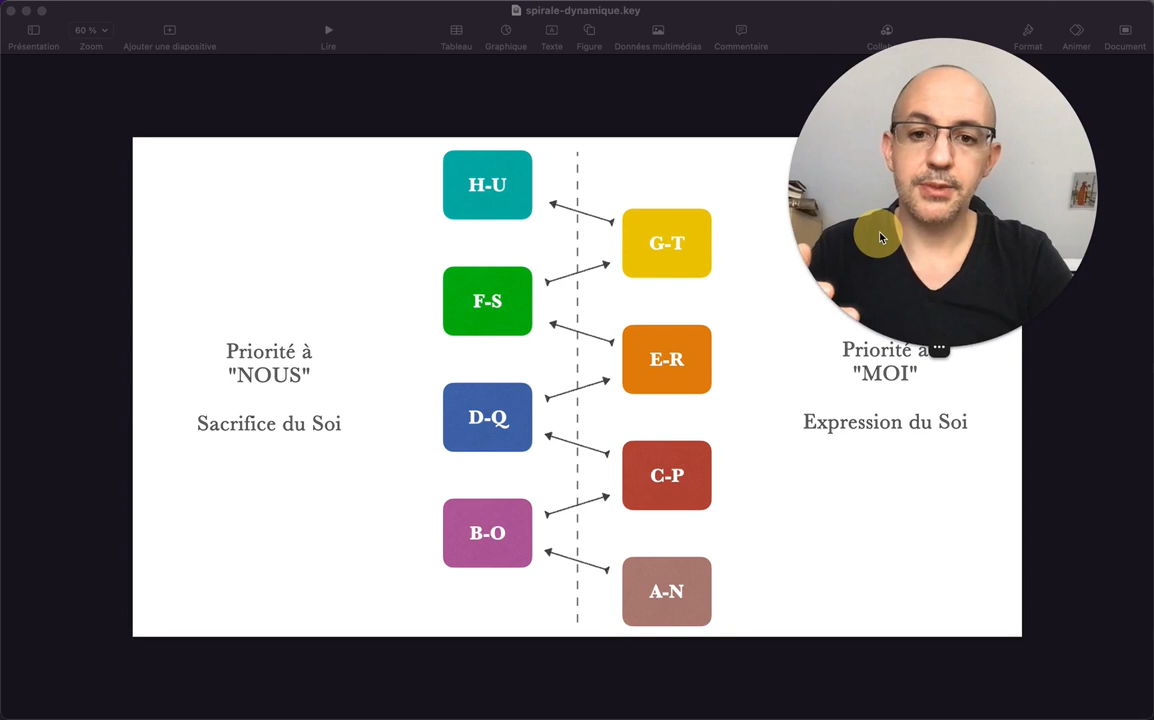 spirale-dynamique.key
60 %
Présentation
Zoom
Ajouter une diapositive
Lire
Tableau
Graphique
Texte
Figure
Données multimédias
Commentaire
Format
Animer
Document
H-U
G-T
F-S
E-R
D-Q
C-P
B-O
A-N
Priorité à
"NOUS"
Sacrifice du Soi
Priorité à
"MOI"
Expression du Soi